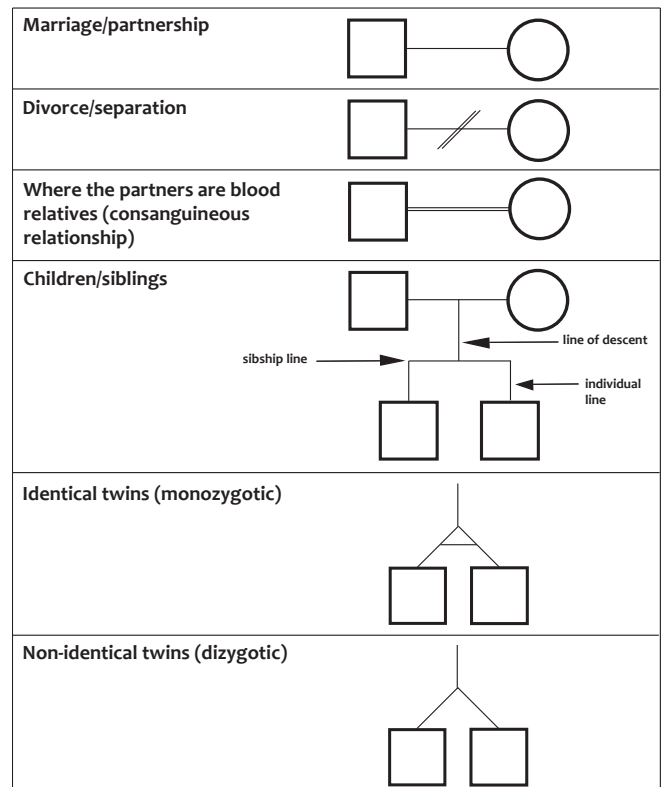 Marriage/partnership
Divorce/separation
Where the partners are blood
relatives (consanguineous
relationship)
Children/siblings
line of descent
sibship line
individual
line
Identical twins (monozygotic)
Non-identical twins (dizygotic)